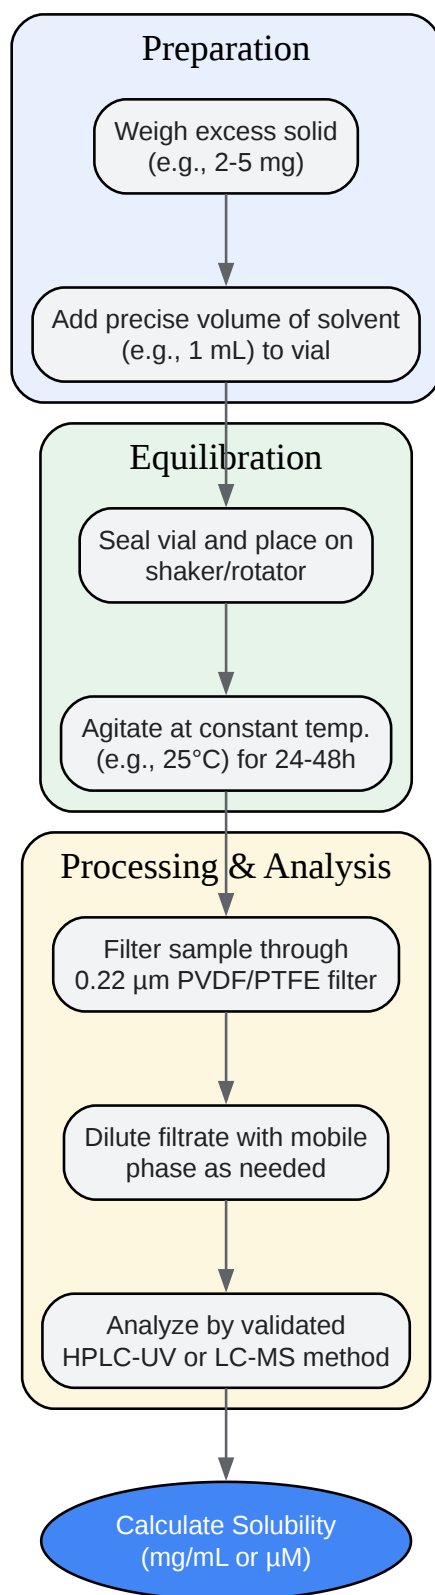 Preparation
Weigh excess solid
(e.g., 2-5 mg)
Add precise volume of solvent
(e.g., 1 mL) to vial
Equilibration
Seal vial and place on
shaker/rotator
Agitate at constant temp.
(e.g., 25°C) for 24-48h
Processing & Analysis
Filter sample through
0.22 µm PVDF/PTFE filter
Dilute filtrate with mobile
phase as needed
Analyze by validated
HPLC-UV or LC-MS method
Calculate Solubility
(mg/mL or µM)